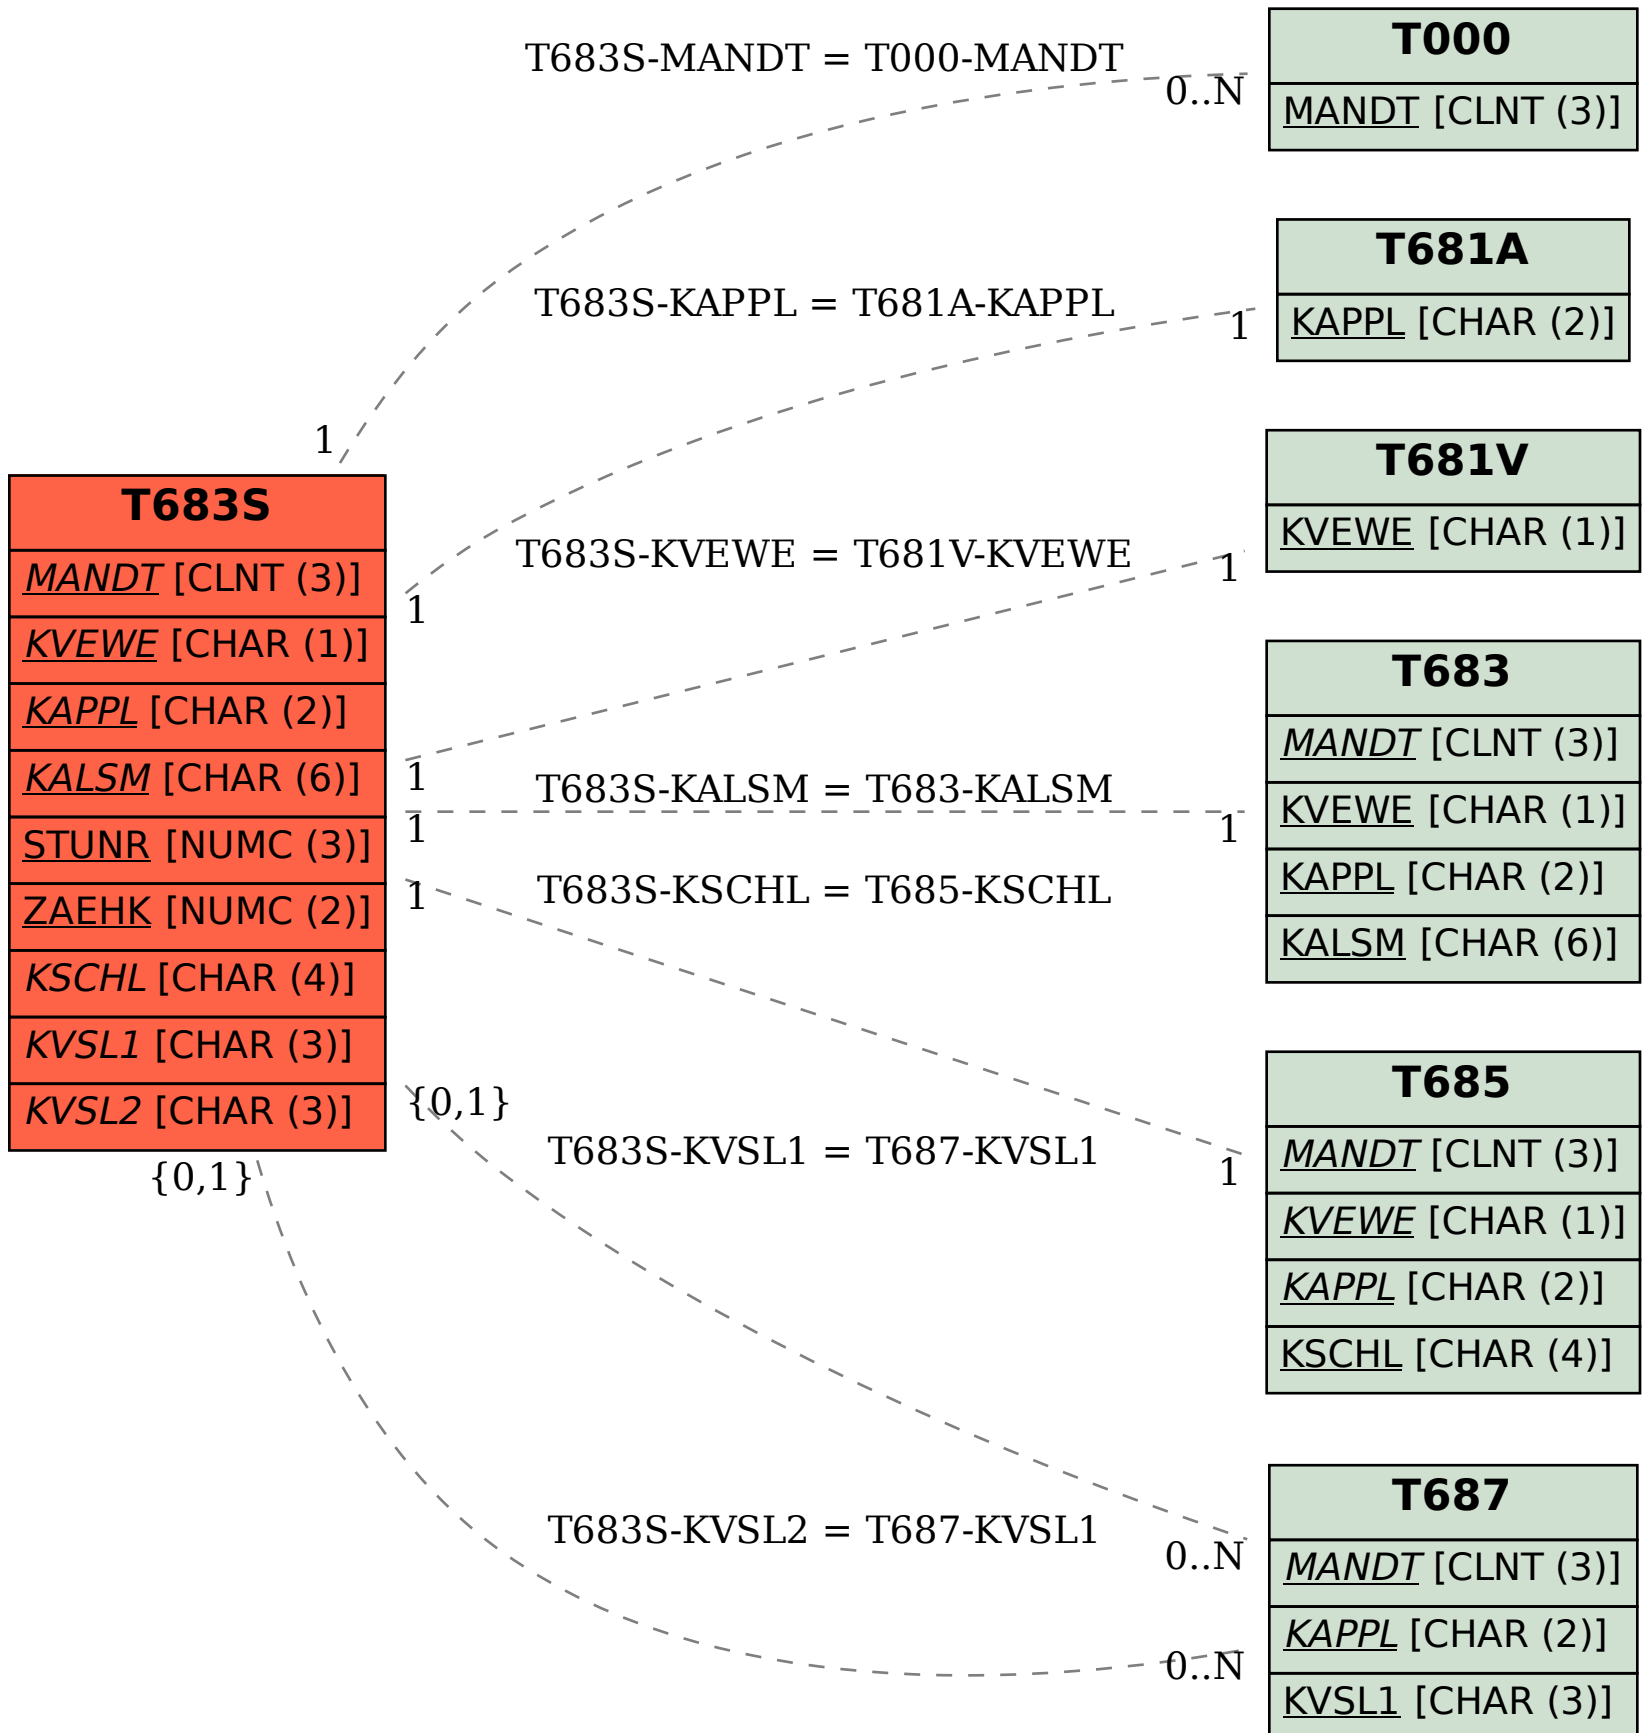 T683S-MANDT = T000-MANDT
0..N
1
T000
MANDT [CLNT (3)]
T683S-KAPPL = T681A-KAPPL
1
1
T681A
KAPPL [CHAR (2)]
T683S-KVEWE = T681V-KVEWE
1
1
T681V
KVEWE [CHAR (1)]
T683S
MANDT [CLNT (3)]
KVEWE [CHAR (1)]
KAPPL [CHAR (2)]
KALSM [CHAR (6)]
STUNR [NUMC (3)]
ZAEHK [NUMC (2)]
KSCHL [CHAR (4)]
KVSL1 [CHAR (3)]
KVSL2 [CHAR (3)]
T683S-KALSM = T683-KALSM
1
1
T683
MANDT [CLNT (3)]
KVEWE [CHAR (1)]
KAPPL [CHAR (2)]
KALSM [CHAR (6)]
T683S-KSCHL = T685-KSCHL
1
1
T685
MANDT [CLNT (3)]
KVEWE [CHAR (1)]
KAPPL [CHAR (2)]
KSCHL [CHAR (4)]
{0,1}
T683S-KVSL1 = T687-KVSL1
0..N
{0,1}
T683S-KVSL2 = T687-KVSL1
0..N
T687
MANDT [CLNT (3)]
KAPPL [CHAR (2)]
KVSL1 [CHAR (3)]